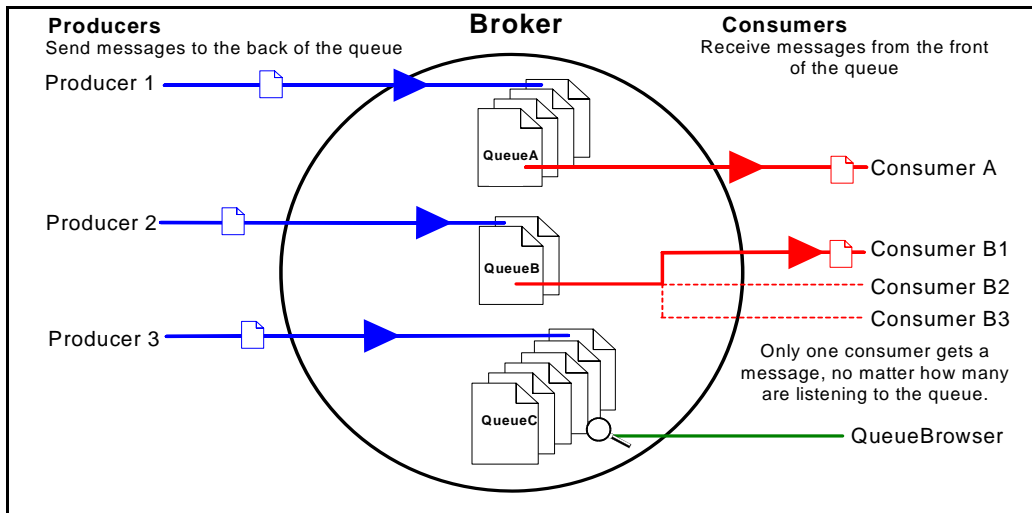 Producers
Send messages to the back of the queue
Broker
Consumers
Receive messages from the front
of the queue
Producer 1
QueueA
Consumer A
Producer 2
QueueB
Consumer B1
Consumer B2
Consumer B3
Producer 3
Only one consumer gets a
message, no matter how many
are listening to the queue.
QueueC
QueueBrowser